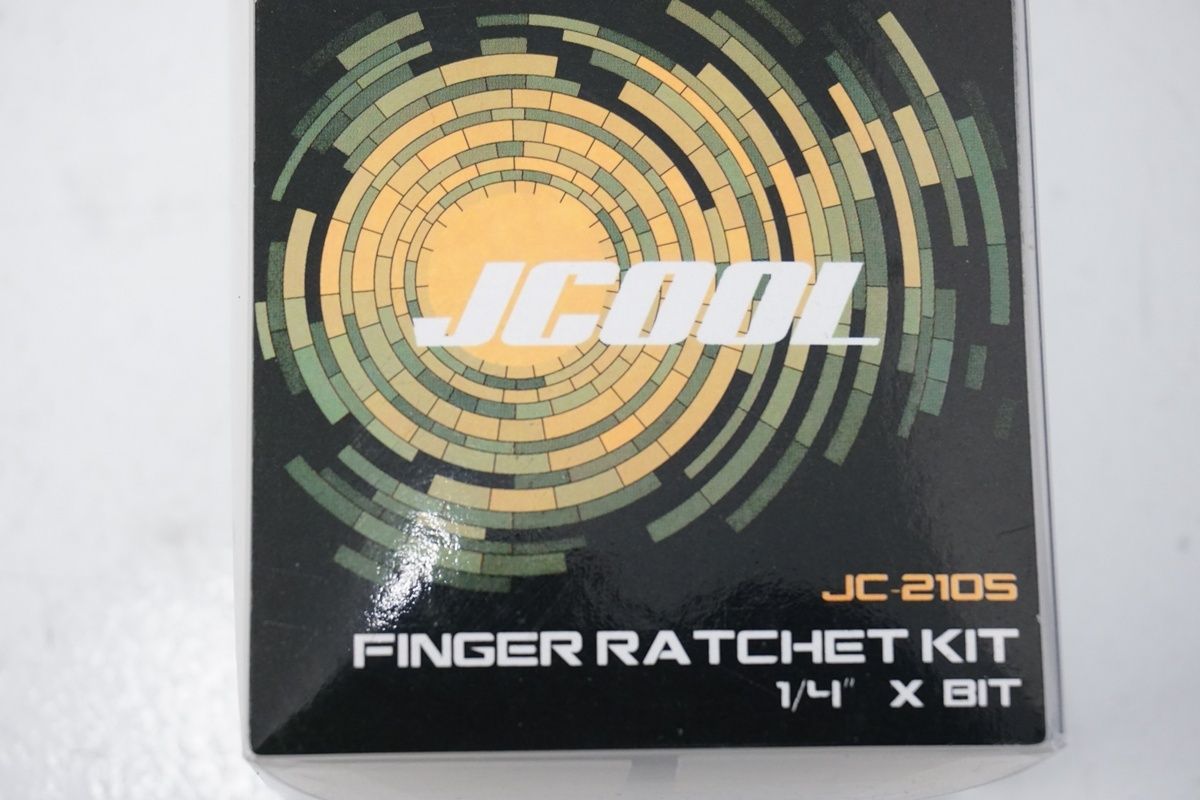 JCOOL
JC-2105
FINGER RATCHET KIT
1/4" X BIT